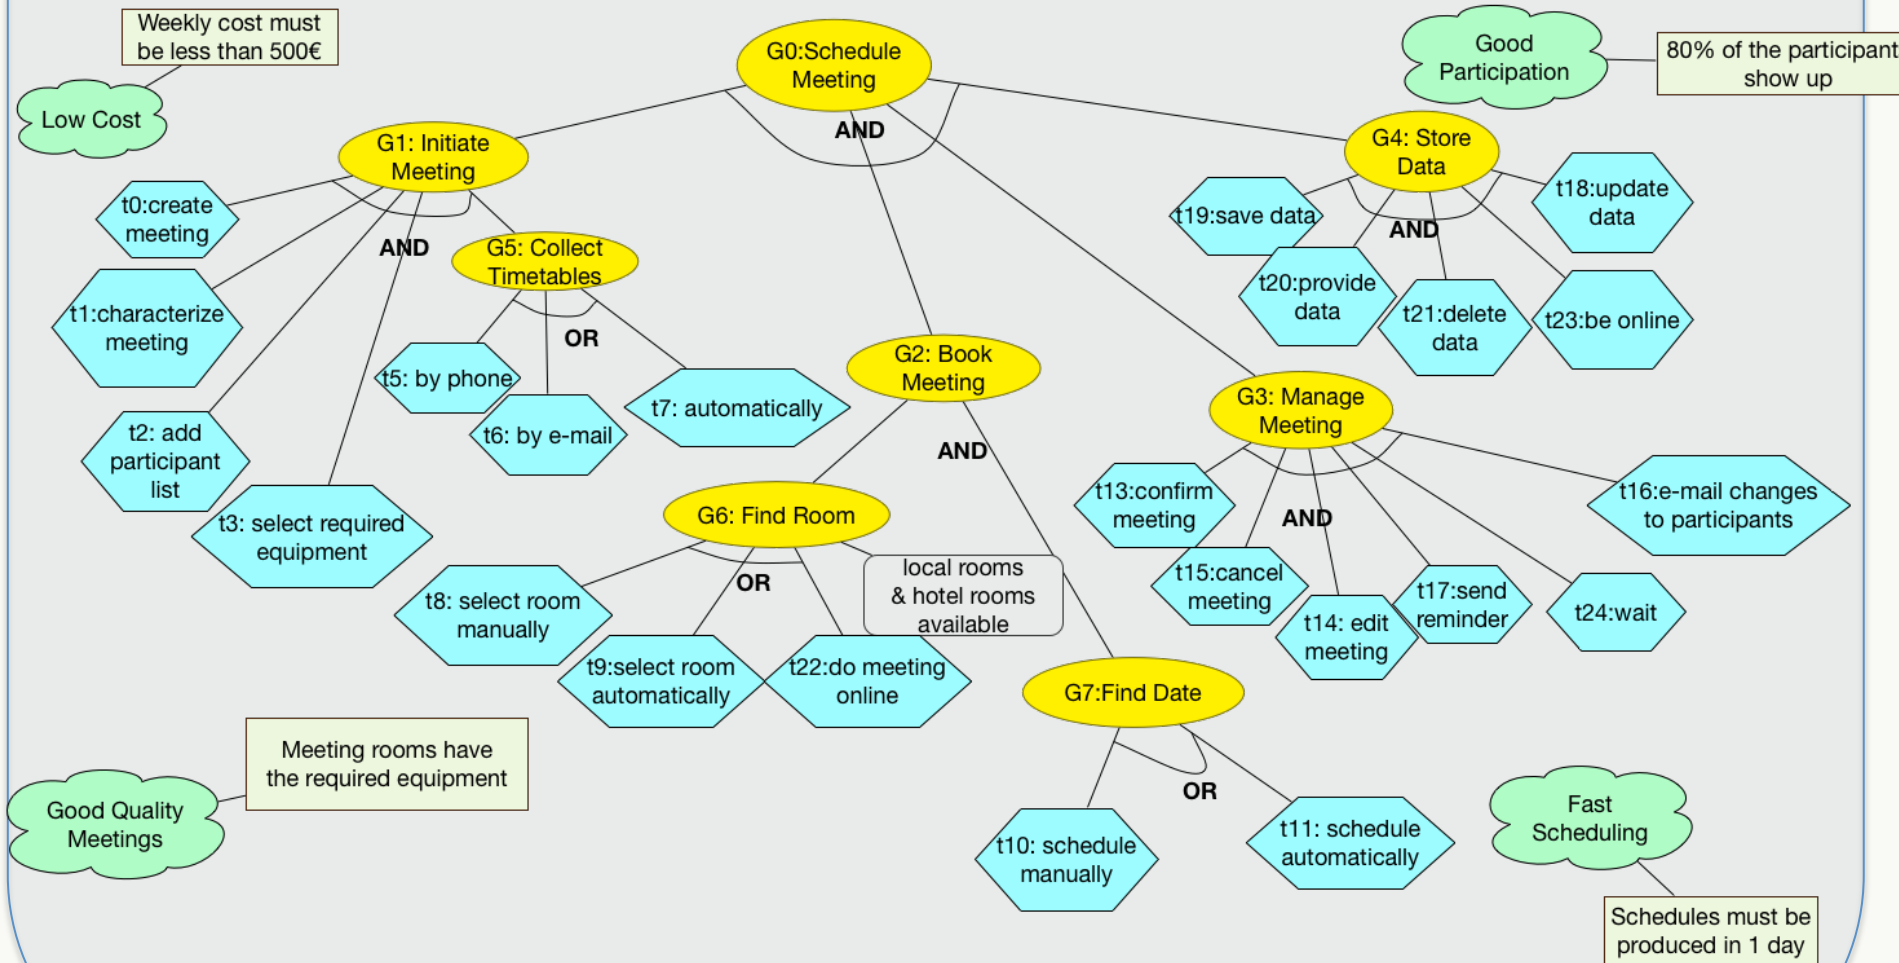 Weekly cost must
be less than 500€
Low Cost
G0:Schedule
Meeting
AND
Good
Participation
80% of the participant
show up
G1: Initiate
Meeting
AND
t0:create
meeting
t1:characterize
meeting
t2: add
participant
list
t3: select required
equipment
G5: Collect
Timetables
OR
t5: by phone
t6: by e-mail
t7: automatically
G4: Store
Data
AND
t19:save data
t20:provide
data
t21:delete
data
t23:be online
t18:update
data
G2: Book
Meeting
AND
G6: Find Room
OR
local rooms
& hotel rooms
available
t8: select room
manually
t9:select room
automatically
t22:do meeting
online
G3: Manage
Meeting
AND
t13:confirm
meeting
t15:cancel
meeting
t14: edit
meeting
t17:send
reminder
t24:wait
t16:e-mail changes
to participants
G7:Find Date
OR
t10: schedule
manually
t11: schedule
automatically
Meeting rooms have
the required equipment
Good Quality
Meetings
Fast
Scheduling
Schedules must be
produced in 1 day